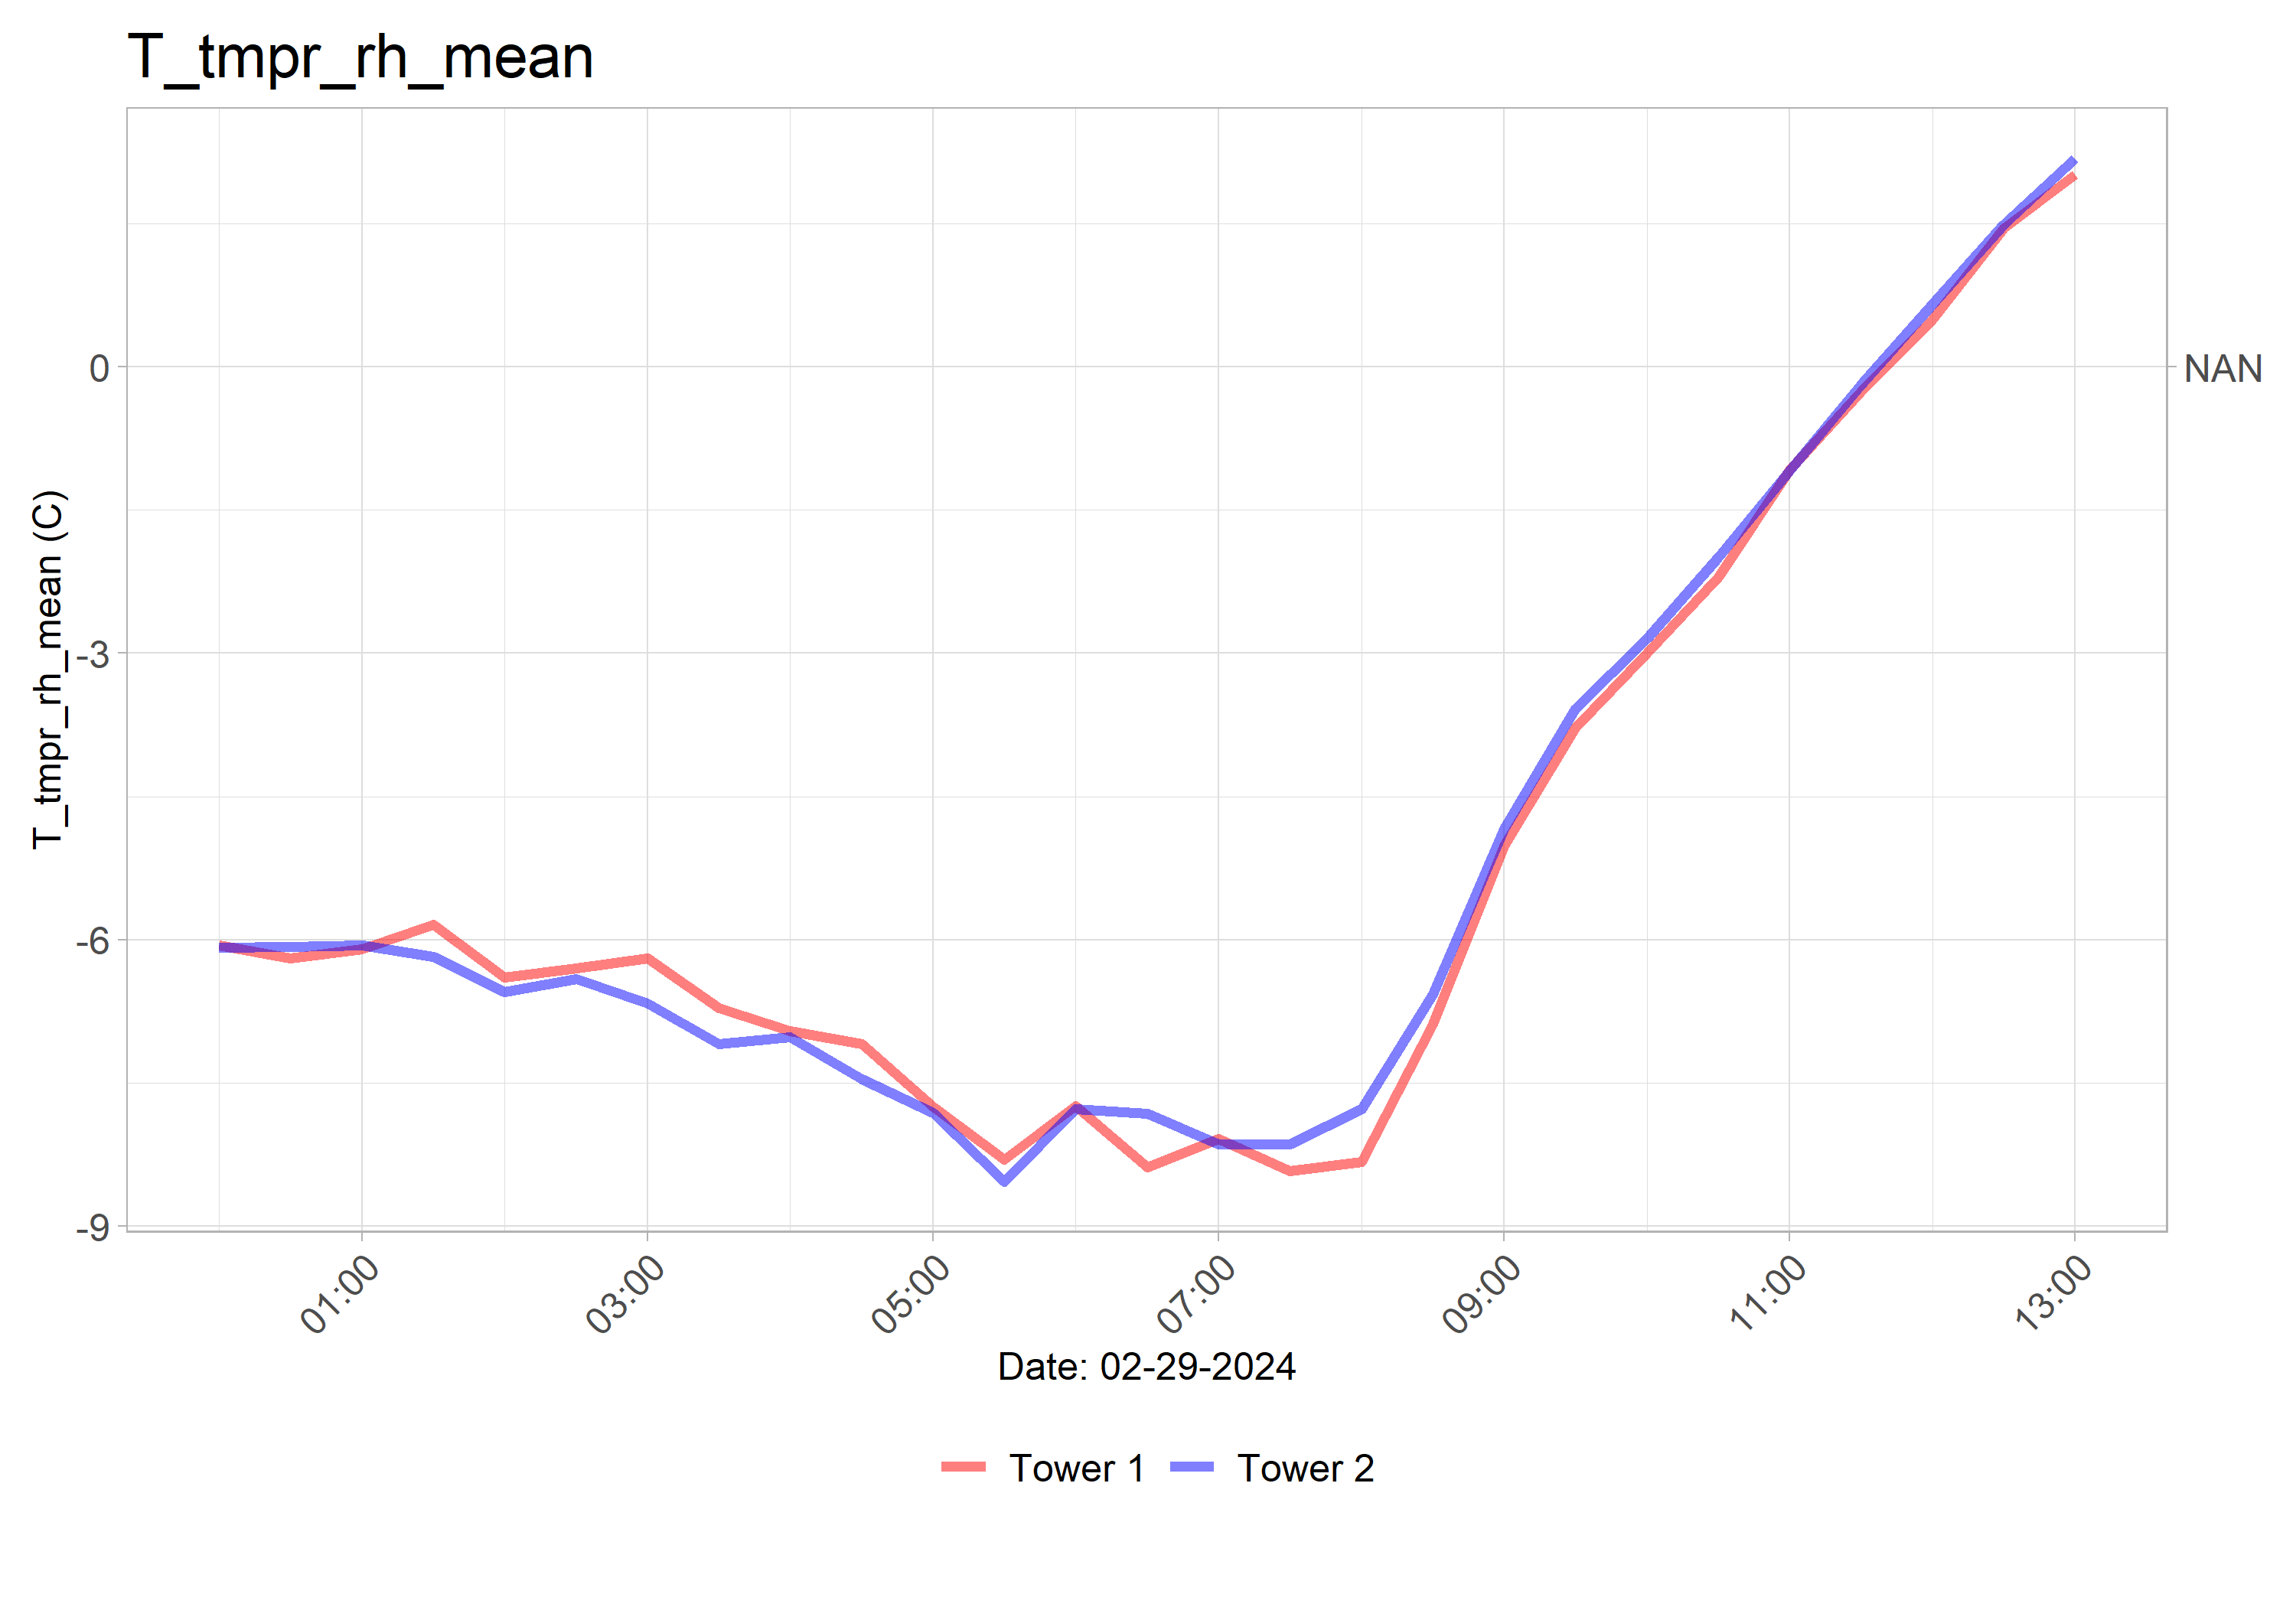 T_tmpr_rh_mean
T_tmpr_rh_mean (C)
0
-3
-6
-9
NAN
01:00
03:00
05:00
07:00
09:00
11:00
13:00
Date: 02-29-2024
Tower 1
Tower 2